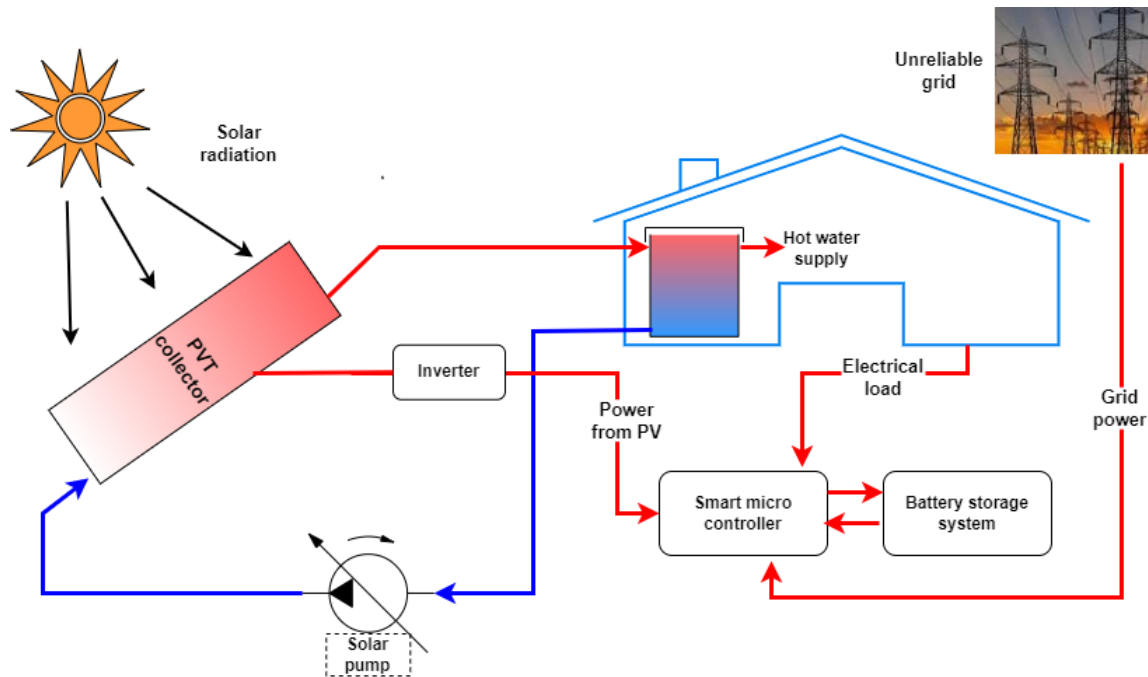 Unreliable
grid
Solar
radiation
Hot water
supply
PVT
collector
Inverter
Electrical
load
Power
from PV
Grid
power
Smart micro
controller
Battery storage
system
Solar
pump